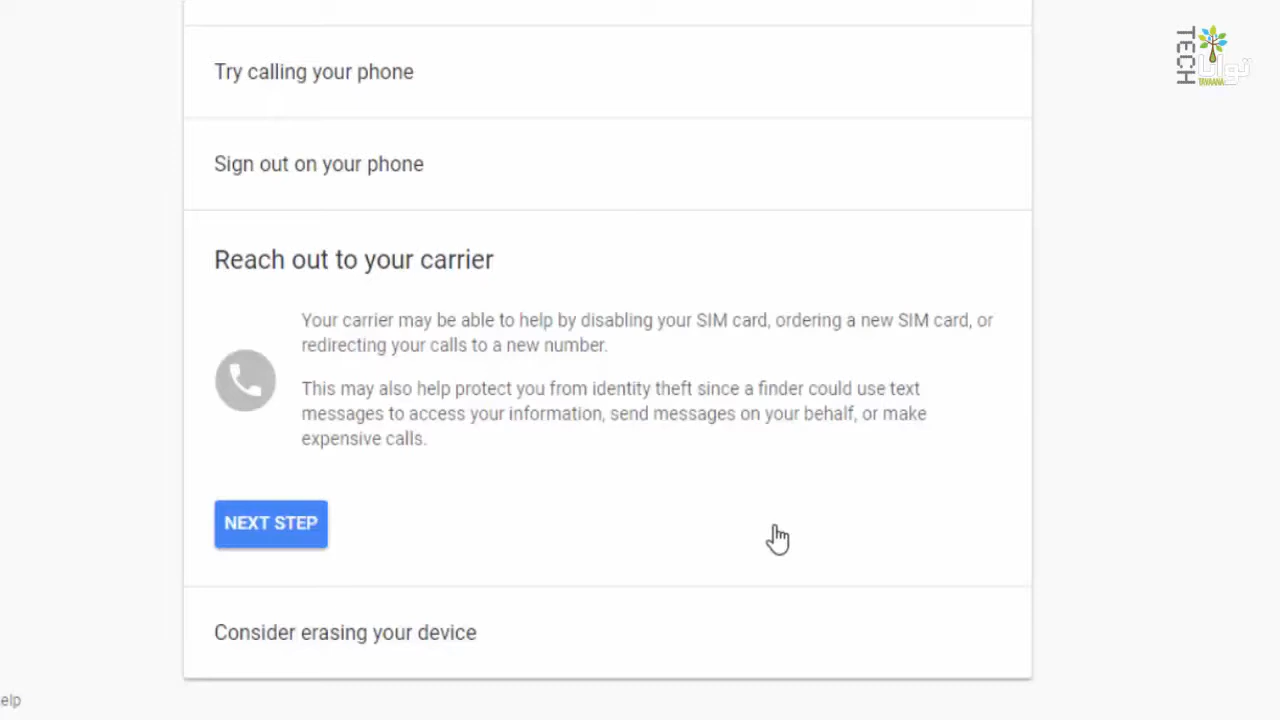 TECH
توانا
TAVAANA
Try calling your phone
Sign out on your phone
Reach out to your carrier
Your carrier may be able to help by disabling your SIM card, ordering a new SIM card, or
redirecting your calls to a new number.
This may also help protect you from identity theft since a finder could use text
messages to access your information, send messages on your behalf, or make
expensive calls.
NEXT STEP
Consider erasing your device
elp